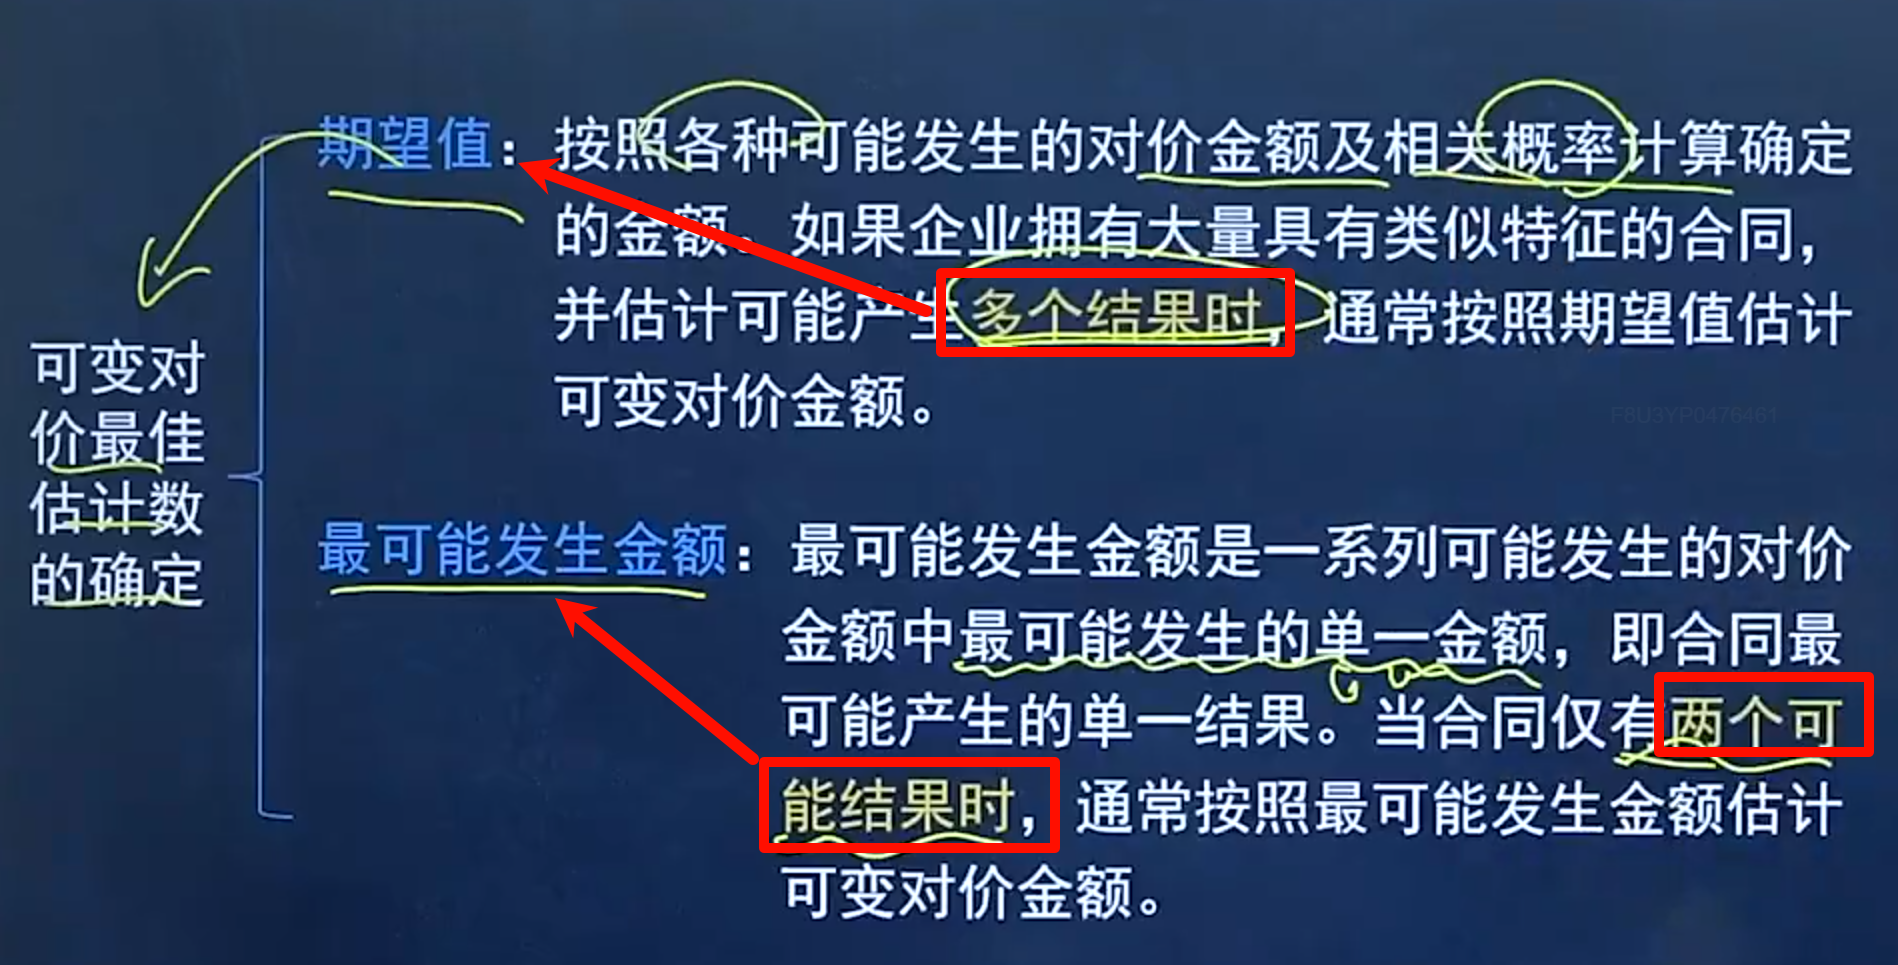 期望值：按照各种可能发生的对价金额及相关概率计算确定
的金额。如果企业拥有大量具有类似特征的合同，
并估计可能产生多个结果时，通常按照期望值估计
可变对价金额。
可变对
价最佳
估计数
的确定
最可能发生金额：最可能发生金额是一系列可能发生的对价
金额中最可能发生的单一金额，即合同最
可能产生的单一结果。当合同仅有两个可
能结果时，通常按照最可能发生金额估计
可变对价金额。
F8U3YP0476461